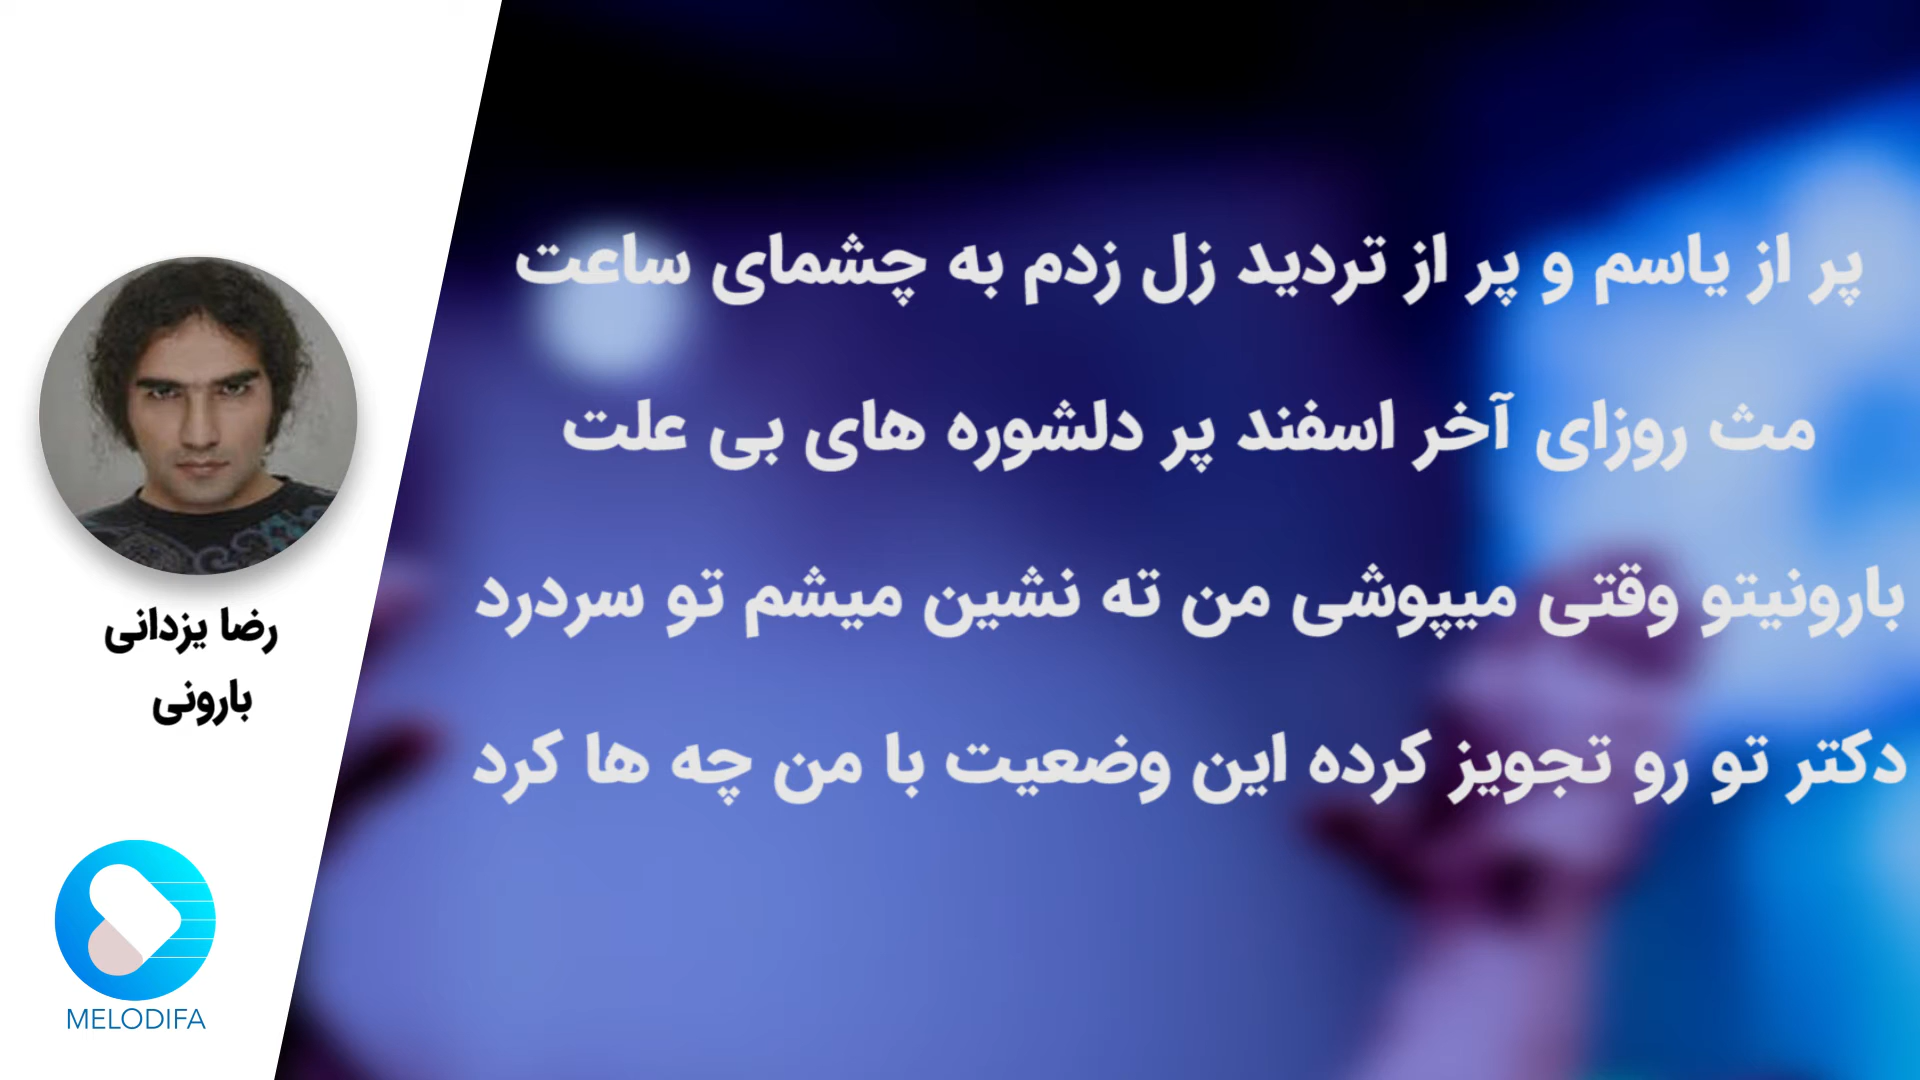 پر از یاسم و پر از تردید زل زدم به چشمای ساعت
مث روزای آخر اسفند پر دلشوره های بی علت
بارونیتو وقتی میپوشی من ته نشین میشم تو سردرد
دکتر تو رو تجویز کرده این وضعیت با من چه ها کرد
رضا یزدانی
بارونی
MELODIFA